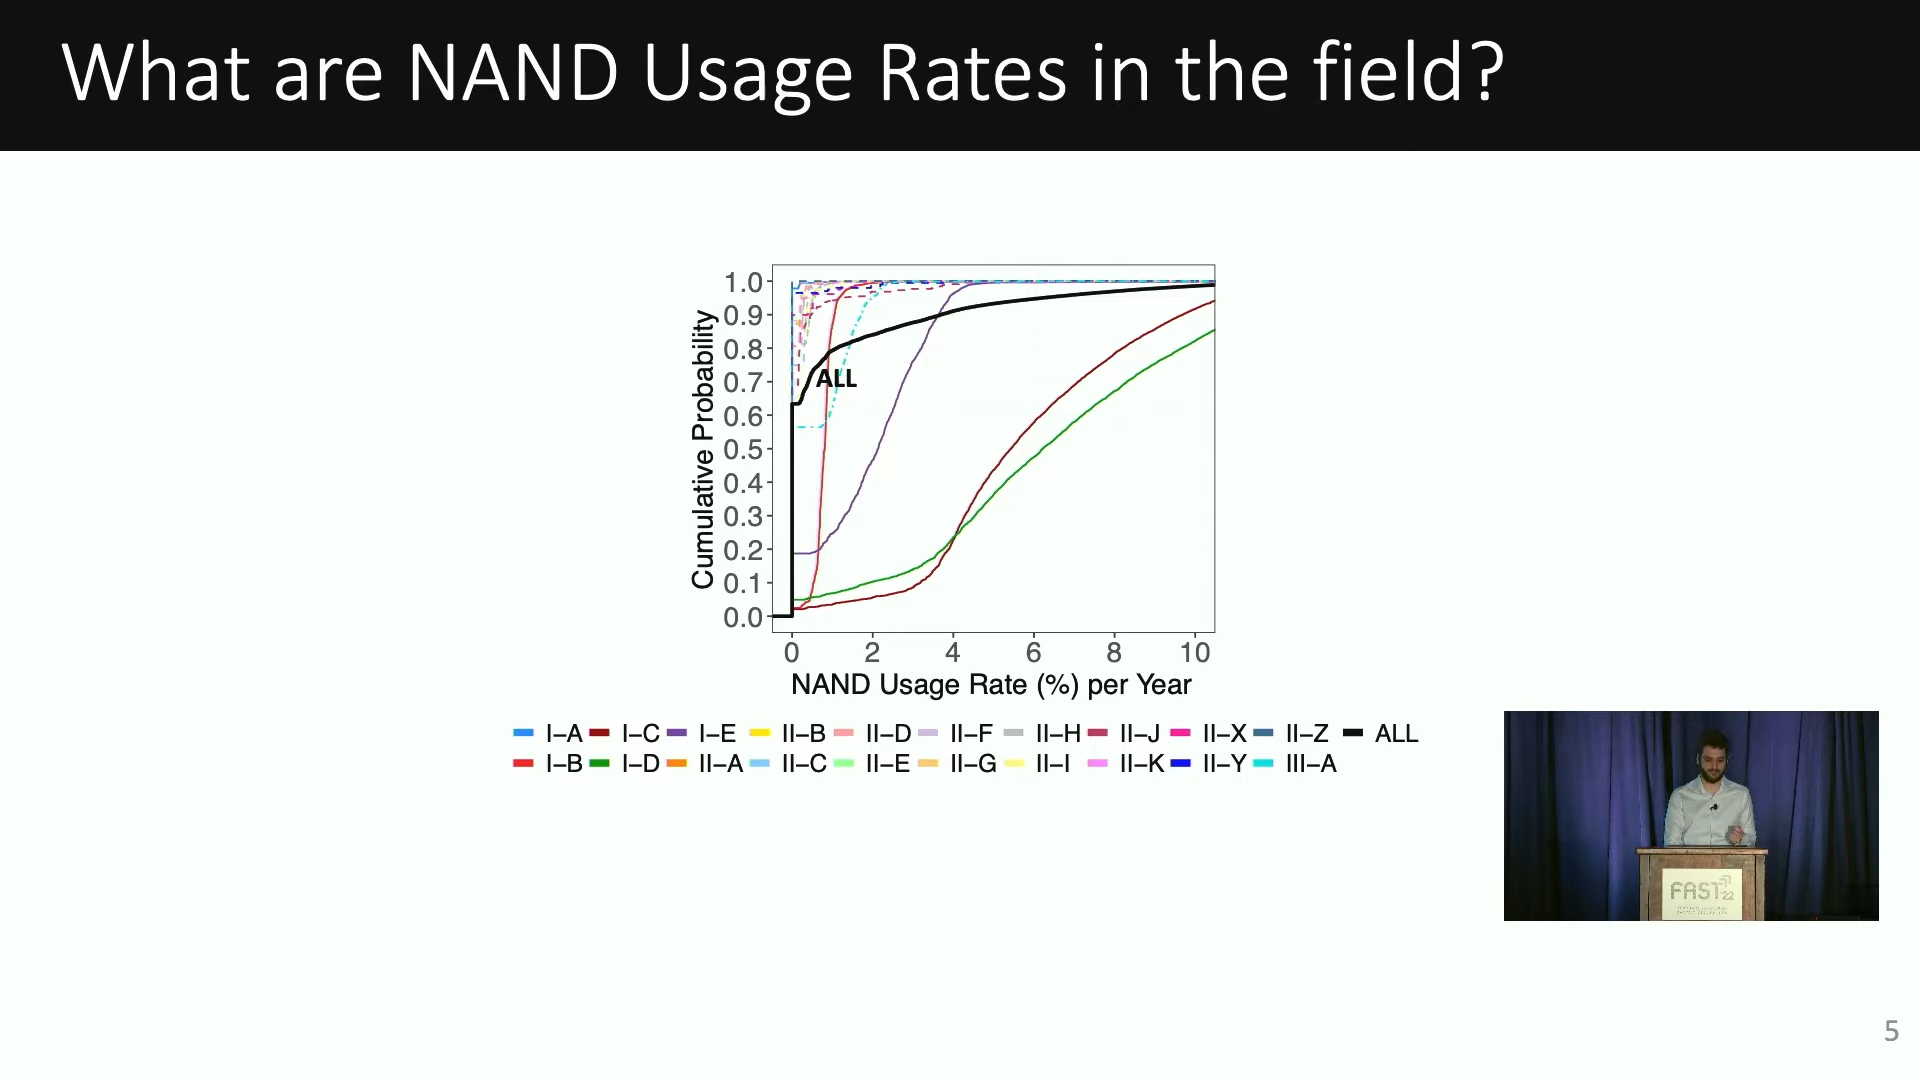 What are NAND Usage Rates in the field?
Cumulative Probability
1.0
0.9
0.8
0.7
0.6
0.5
0.4
0.3
0.2
0.1
0.0
ALL
0 2 4 6 8 10
NAND Usage Rate (%) per Year
I–A I–C I–E II–B II–D II–F II–H II–J II–X II–Z ALL
I–B I–D II–A II–C II–E II–G II–I II–K II–Y III–A
FAST 22
5